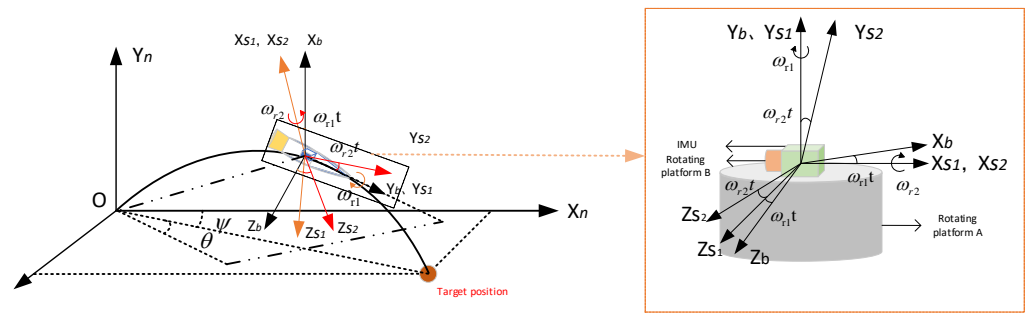 Yn
Xs1, Xs2
Xb
ωr2
ωr1t
ωr2t
Ys2
Yb、Ys1
ωr1
O
Xn
Zb
Zs1
Zs2
θ
ψ
Target position
Yb、Ys1
Ys2
ωr1
ωr2t
IMU
Rotating
platform B
Xb
Xs1, Xs2
ωr1t
ωr2
ωr2t
Zs2
ωr1t
Zs1
Zb
Rotating
platform A